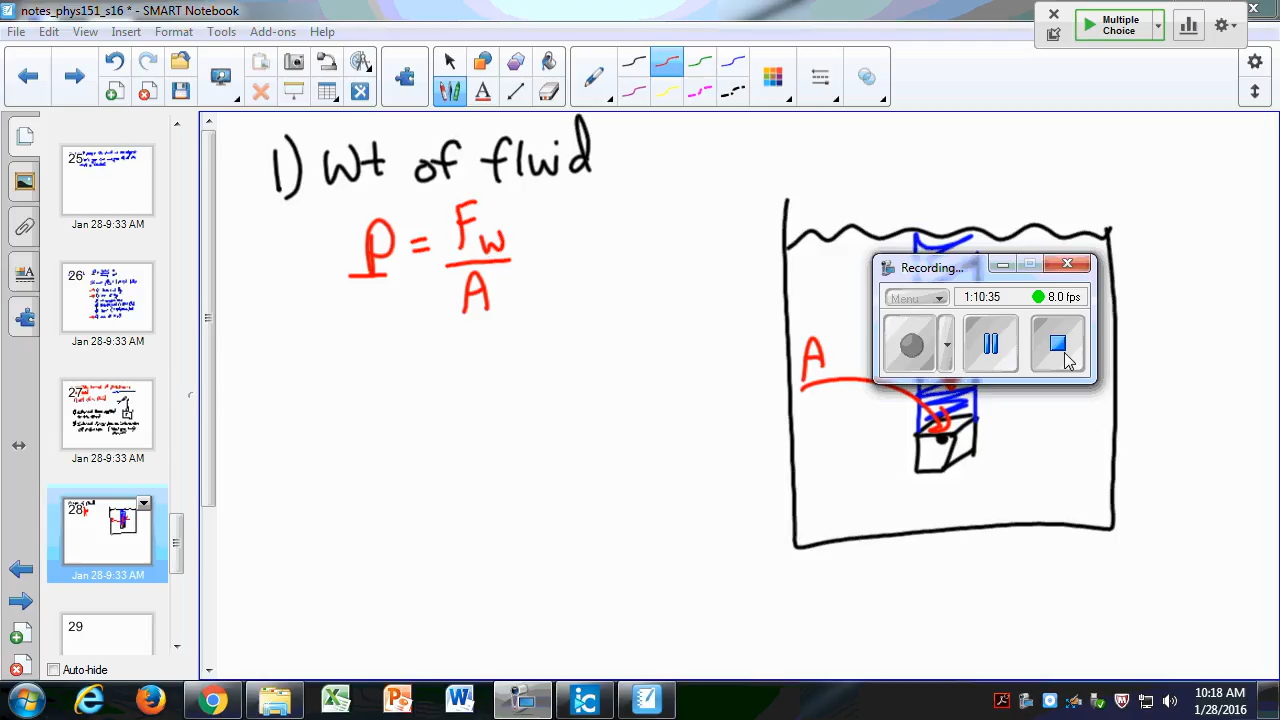 notes_phys151_s16 * - SMART Notebook
Multiple Choice
File Edit View Insert Format Tools Add-ons Help
1) Wt of fluid
P = Fw
A
A
Recording...
Menu
1:10:35
8.0 fps
25
Jan 28-9:33 AM
26
Jan 28-9:33 AM
27
Jan 28-9:33 AM
28
Jan 28-9:33 AM
29
Auto-hide
10:18 AM
1/28/2016